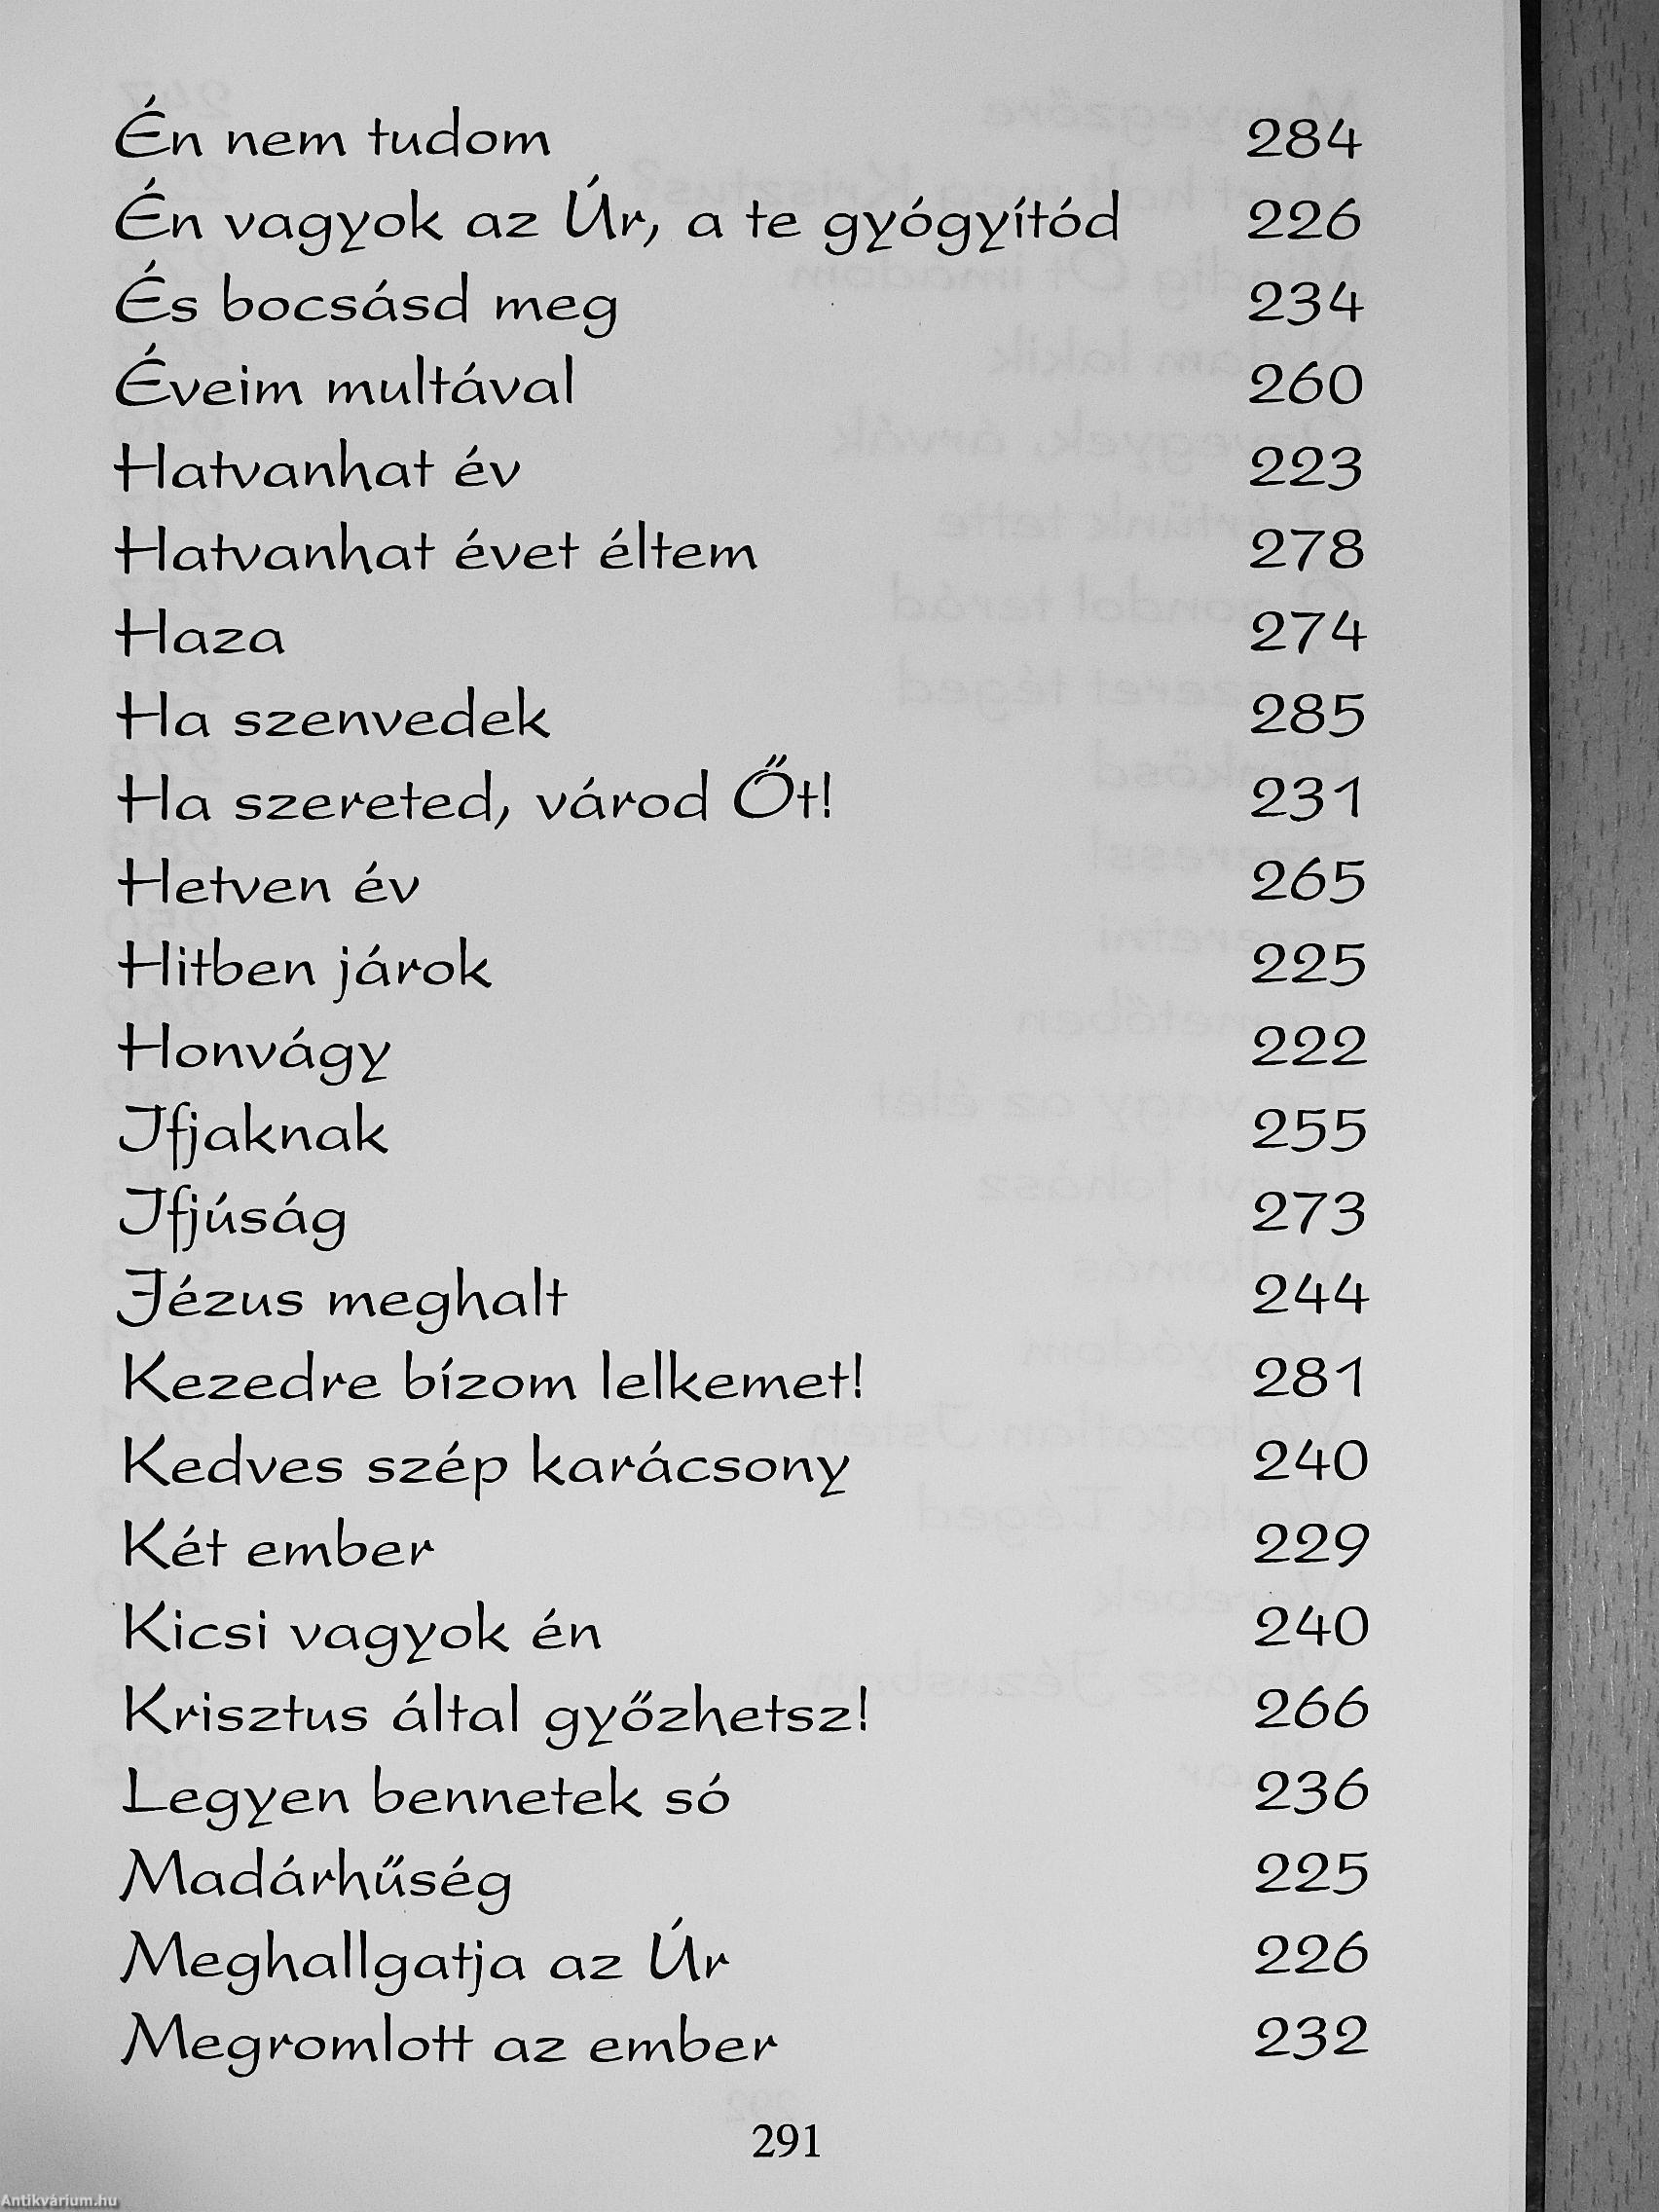 Én nem tudom 284
Én vagyok az Úr, a te gyógyítód 226
És bocsásd meg 234
Éveim multával 260
Hatvanhat év 223
Hatvanhat évet éltem 278
Haza 274
Ha szenvedek 285
Ha szereted, várod Őt! 231
Hetven év 265
Hitben járok 225
Honvágy 222
Ifjaknak 255
Ifjúság 273
Jézus meghalt 244
Kezedre bízom lelkemet! 281
Kedves szép karácsony 240
Két ember 229
Kicsi vagyok én 240
Krisztus által győzhetsz! 266
Legyen bennetek só 236
Madárhűség 225
Meghallgatja az Úr 226
Megromlott az ember 232
291
Antikvárium.hu